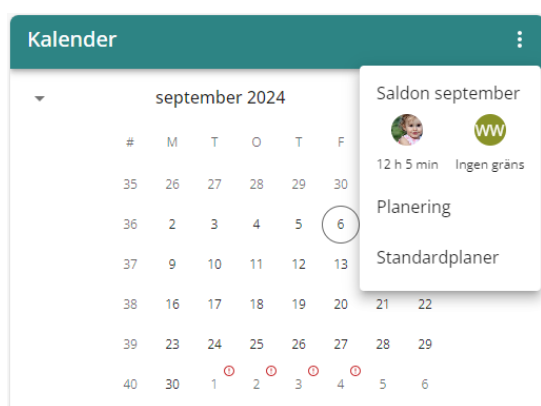 Kalender
september 2024
Saldon september
WW
12 h 5 min Ingen gräns
Planering
Standardplaner
# M T O T F
35 26 27 28 29 30
36 2 3 4 5 6
37 9 10 11 12 13
38 16 17 18 19 20 21 22
39 23 24 25 26 27 28 29
40 30 1 2 3 4 5 6